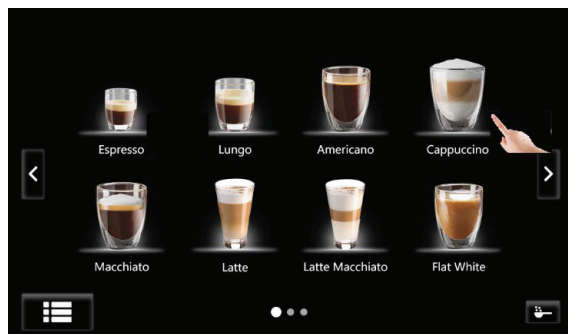 Espresso
Lungo
Americano
Cappuccino
Macchiato
Latte
Latte Macchiato
Flat White